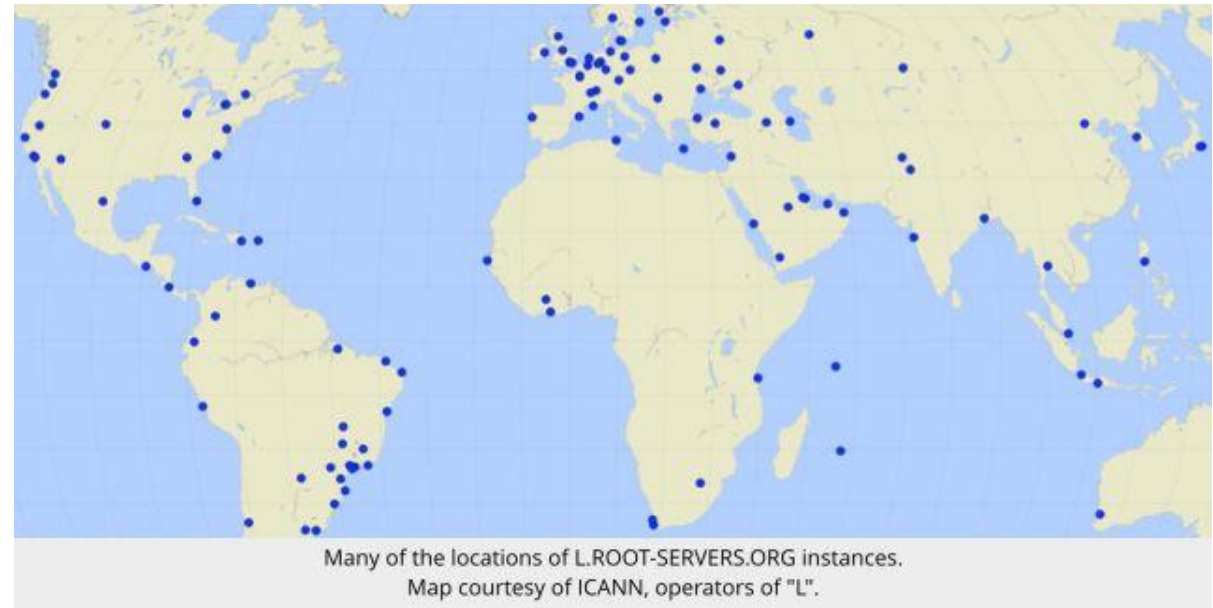 Many of the locations of L.ROOT-SERVERS.ORG instances.
Map courtesy of ICANN, operators of "L".